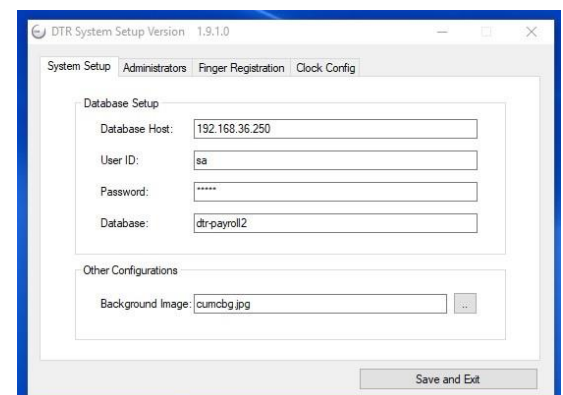 DTR System Setup Version 1.9.1.0
System Setup Administrators Finger Registration Clock Config
Database Setup
Database Host: 192.168.36.250
User ID: sa
Password: *****
Database: dtr-payroll2
Other Configurations
Background Image: cumcbg.jpg ..
Save and Exit